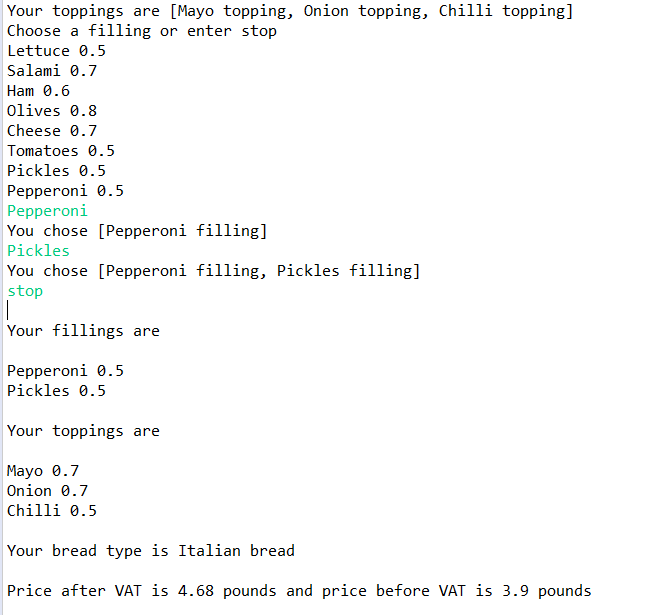 Your toppings are [Mayo topping, Onion topping, Chilli topping]
Choose a filling or enter stop
Lettuce 0.5
Salami 0.7
Ham 0.6
Olives 0.8
Cheese 0.7
Tomatoes 0.5
Pickles 0.5
Pepperoni 0.5
Pepperoni
You chose [Pepperoni filling]
Pickles
You chose [Pepperoni filling, Pickles filling]
stop
Your fillings are
Pepperoni 0.5
Pickles 0.5
Your toppings are
Mayo 0.7
Onion 0.7
Chilli 0.5
Your bread type is Italian bread
Price after VAT is 4.68 pounds and price before VAT is 3.9 pounds